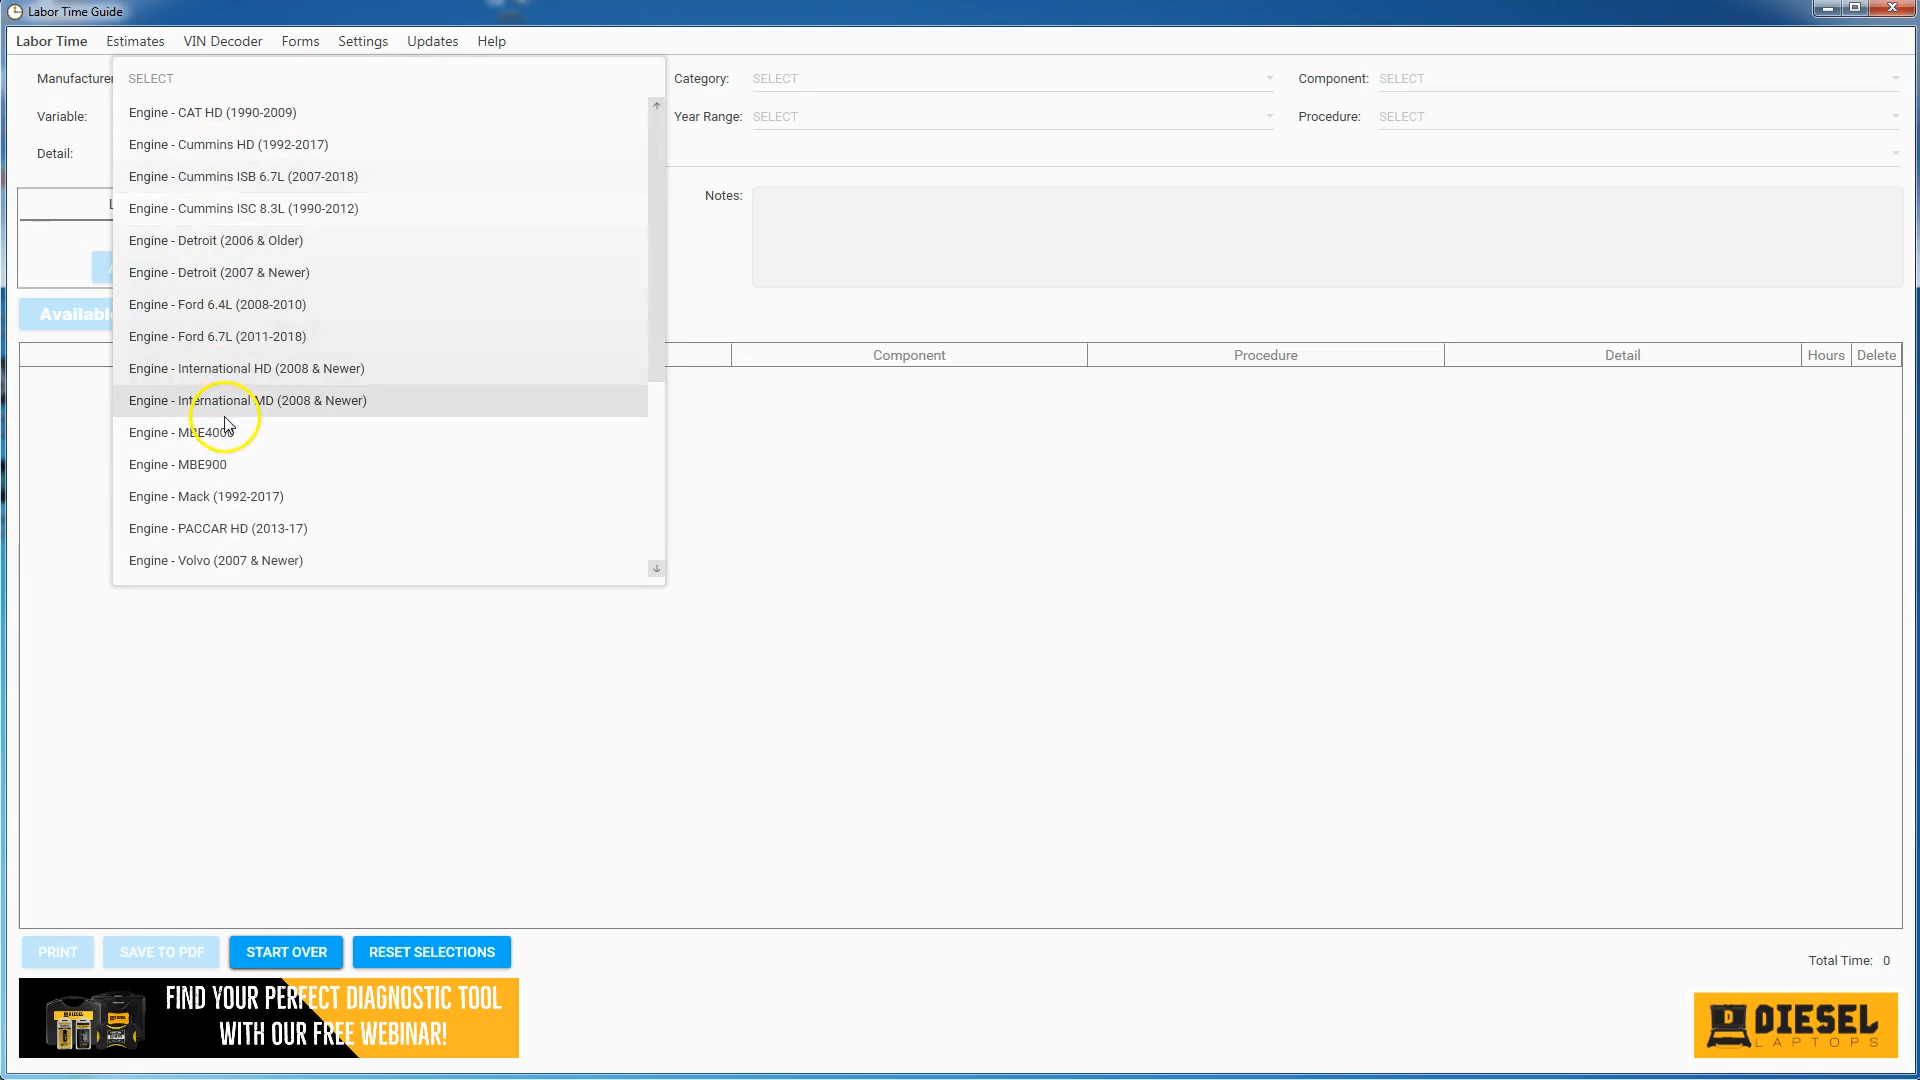 Labor Time Guide
Labor Time Estimates VIN Decoder Forms Settings Updates Help
Manufacturer SELECT Category: SELECT Component: SELECT
Variable: Year Range: SELECT Procedure: SELECT
Detail:
Engine - CAT HD (1990-2009)
Engine - Cummins HD (1992-2017)
Engine - Cummins ISB 6.7L (2007-2018)
Engine - Cummins ISC 8.3L (1990-2012)
Engine - Detroit (2006 & Older)
Engine - Detroit (2007 & Newer)
Engine - Ford 6.4L (2008-2010)
Engine - Ford 6.7L (2011-2018)
Engine - International HD (2008 & Newer)
Engine - International MD (2008 & Newer)
Engine - MBE4000
Engine - MBE900
Engine - Mack (1992-2017)
Engine - PACCAR HD (2013-17)
Engine - Volvo (2007 & Newer)
Notes:
Available
Component Procedure Detail Hours Delete
PRINT SAVE TO PDF START OVER RESET SELECTIONS
Total Time: 0
FIND YOUR PERFECT DIAGNOSTIC TOOL
WITH OUR FREE WEBINAR!
DIESEL
LAPTOPS